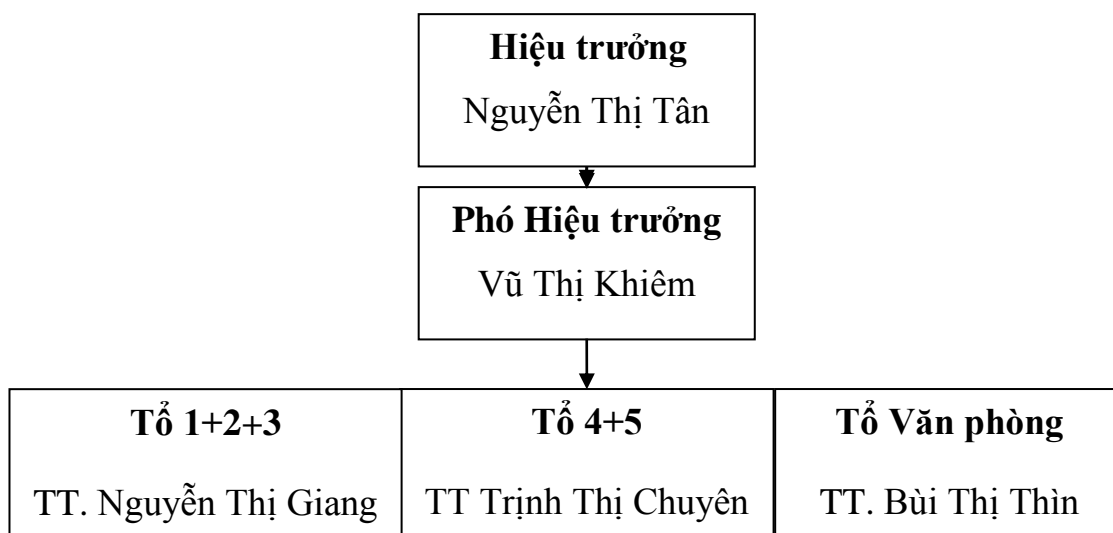 Hiệu trưởng
Nguyễn Thị Tân
Phó Hiệu trưởng
Vũ Thị Khiêm
Tổ 1+2+3
TT. Nguyễn Thị Giang
Tổ 4+5
TT Trịnh Thị Chuyên
Tổ Văn phòng
TT. Bùi Thị Thìn